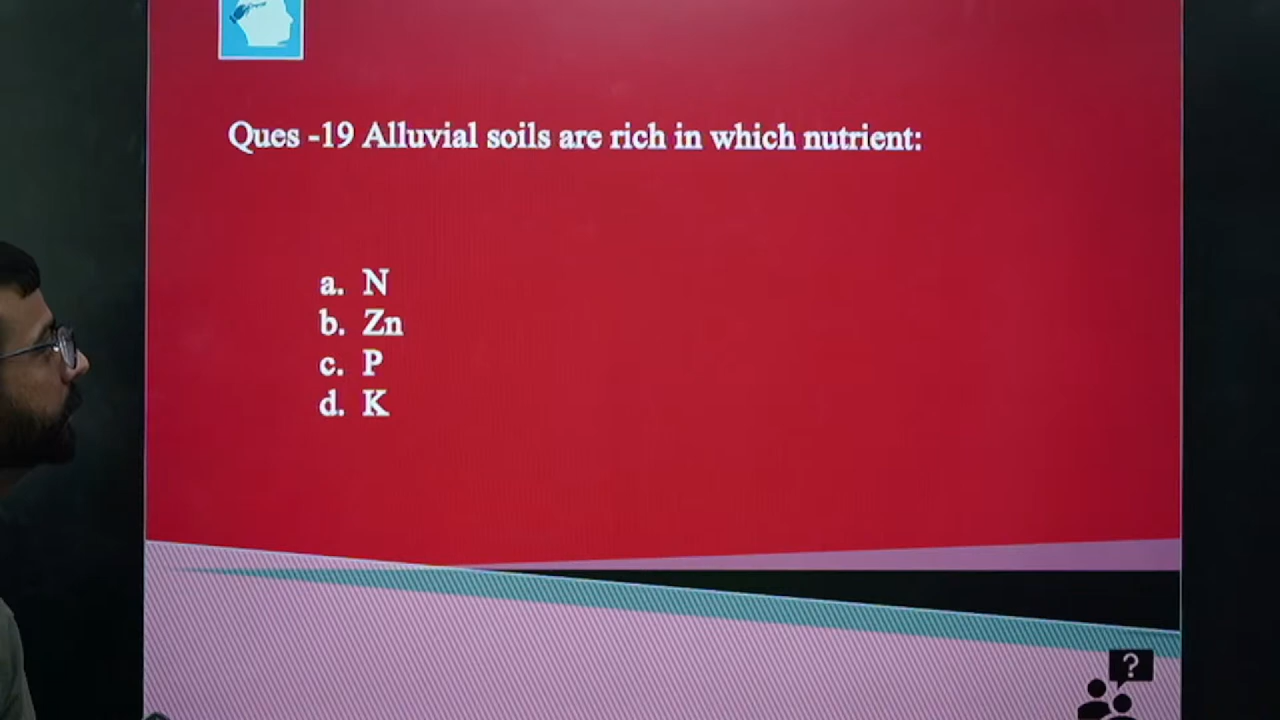 Ques -19 Alluvial soils are rich in which nutrient:
a. N
b. Zn
c. P
d. K
?